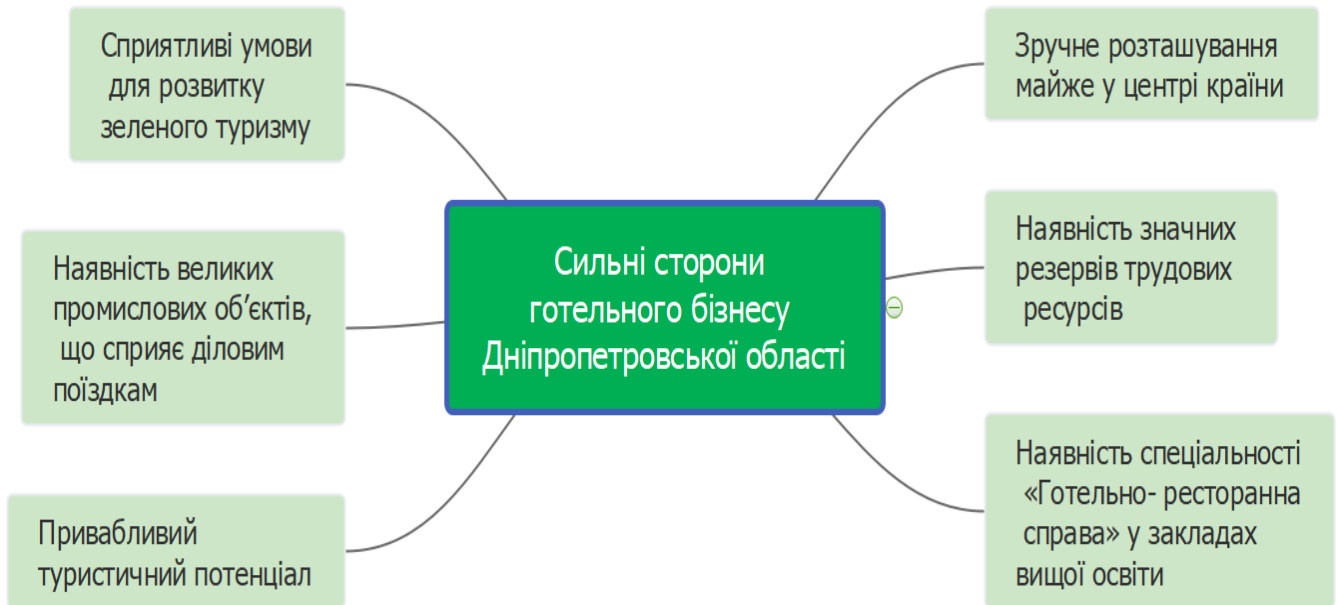 Сприятливі умови
для розвитку
зеленого туризму
Наявність великих
промислових об’єктів,
що сприяє діловим
поїздкам
Привабливий
туристичний потенціал
Сильні сторони
готельного бізнесу
Дніпропетровської області
Зручне розташування
майже у центрі країни
Наявність значних
резервів трудових
ресурсів
Наявність спеціальності
«Готельно- ресторанна
справа» у закладах
вищої освіти